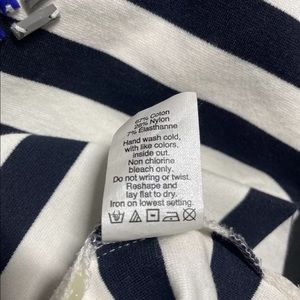 67% Cotton
26% Nylon
7% Elasthanne
Hand wash cold,
with like colors,
inside out.
Non chlorine
bleach only.
Do not wring or twist.
Reshape and
lay flat to dry.
Iron on lowest setting.